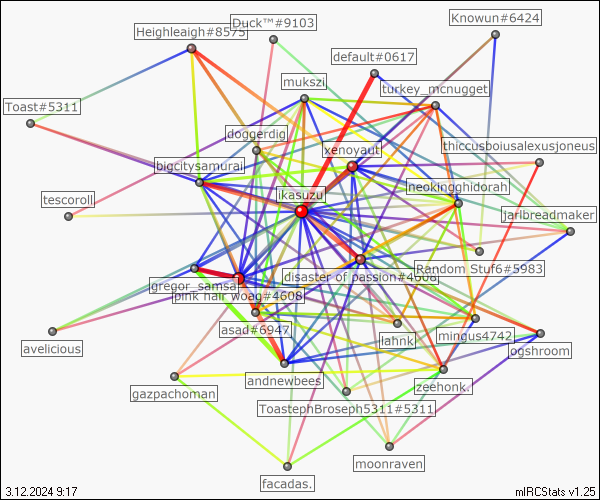 Duck™#9103
Knowun#6424
Heighleigh#8575
default#0617
mukszi
turkey_mcnugget
Toast#5311
doggerdig
xenoyaut
thiccusboiusalexusjoneus
bigcitysamurai
neokingghidorah
ikasuzu
tescoroll
jarlbreadmaker
gregor_samsa
disaster of passion#4608
Random Stuf6#5983
pink hair woag#4608
asad#6947
lahnk
mingus4742
avelicious
ogshroom
andnewbees
zeehonk.
gazpachoman
ToastephBroseph5311#5311
moonraven
facadas.
3.12.2024 9:17
mIRCStats v1.25